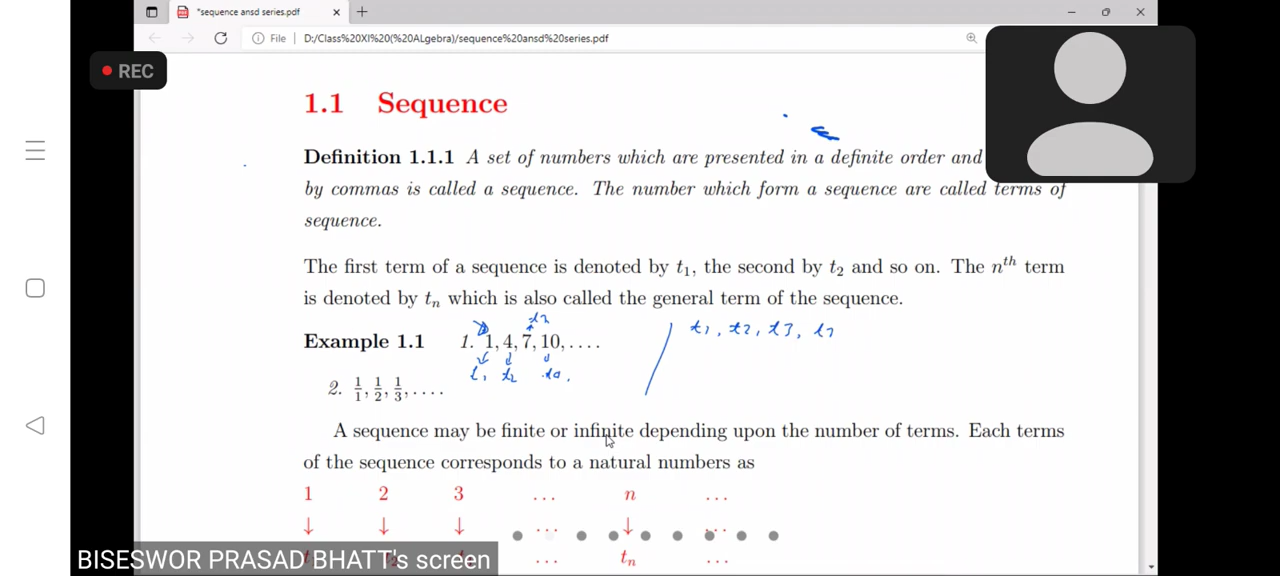 *sequence ansd series.pdf
File | D:/Class%20XI%20(%20ALgebra)/sequence%20ansd%20series.pdf
REC
1.1 Sequence
Definition 1.1.1 A set of numbers which are presented in a definite order and
by commas is called a sequence. The number which form a sequence are called terms of
sequence.
The first term of a sequence is denoted by t₁, the second by t₂ and so on. The nᵗʰ term
is denoted by tₙ which is also called the general term of the sequence.
t3
Example 1.1 1. 1, 4, 7, 10, . . . .
t1, t2, t3,
t1 t2
2. 1/1, 1/2, 1/3, . . . .
A sequence may be finite or infinite depending upon the number of terms. Each terms
of the sequence corresponds to a natural numbers as
1 2 3 . . . n . . .
↓ ↓ ↓ . . . ↓ . . .
. . . tₙ . . .
BISESWOR PRASAD BHATT's screen